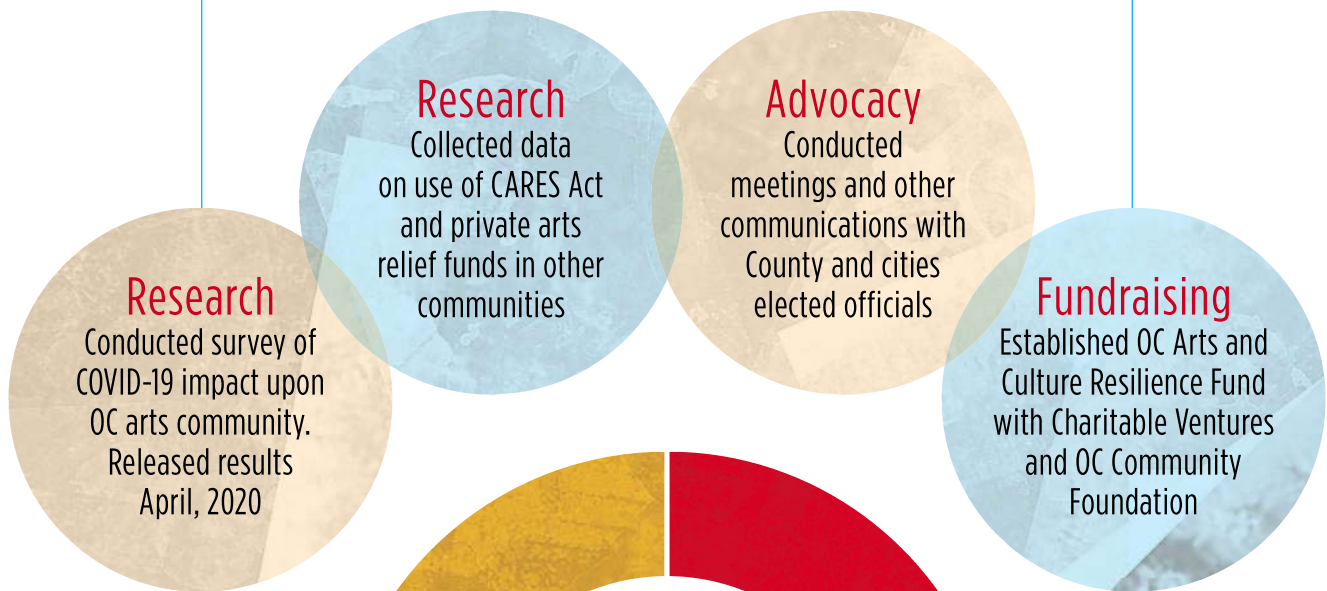 Research
Conducted survey of
COVID-19 impact upon
OC arts community.
Released results
April, 2020
Research
Collected data
on use of CARES Act
and private arts
relief funds in other
communities
Advocacy
Conducted
meetings and other
communications with
County and cities
elected officials
Fundraising
Established OC Arts and
Culture Resilience Fund
with Charitable Ventures
and OC Community
Foundation